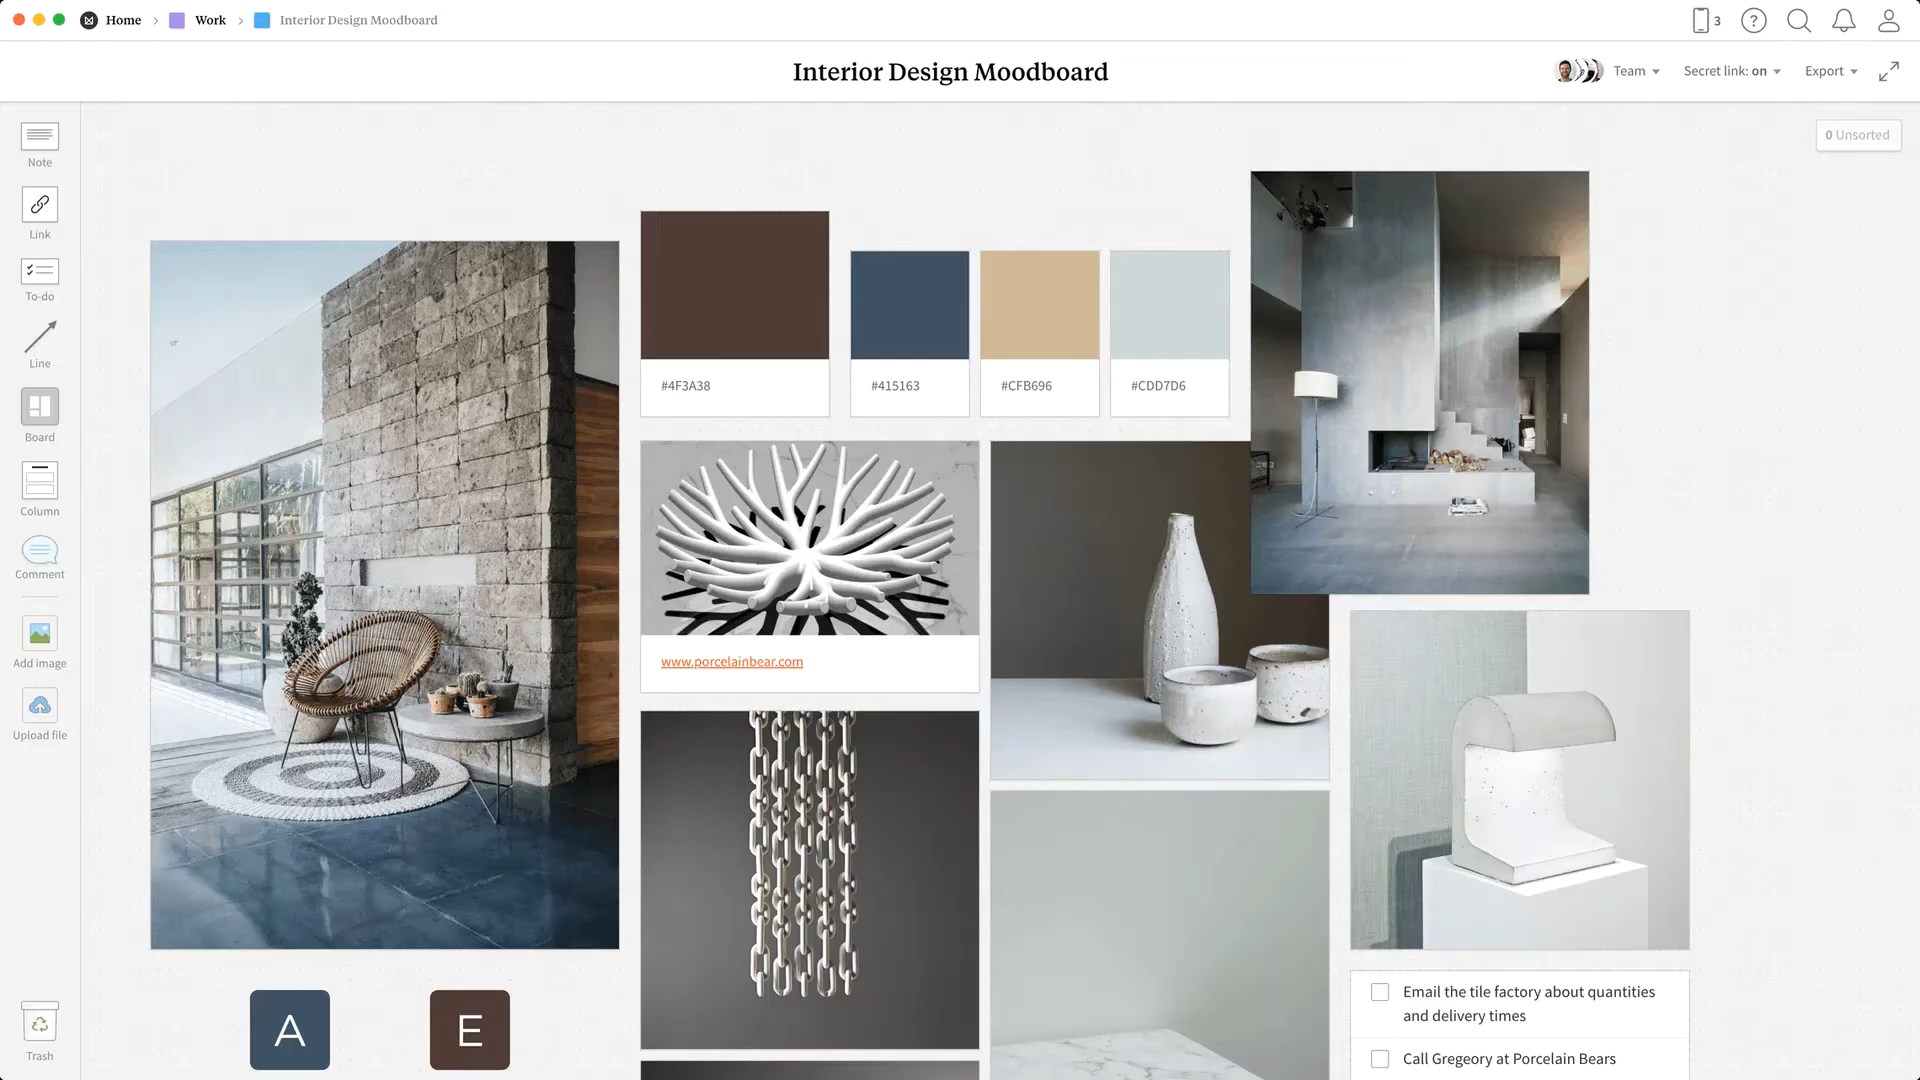 Home
Work
Interior Design Moodboard
3
?
Interior Design Moodboard
Team
Secret link: on
Export
Note
Link
To-do
Line
Board
Column
Comment
Add image
Upload file
Trash
0 Unsorted
#4F3A38
#415163
#CFB696
#CDD7D6
www.porcelainbear.com
A
E
Email the tile factory about quantities
and delivery times
Call Gregeory at Porcelain Bears